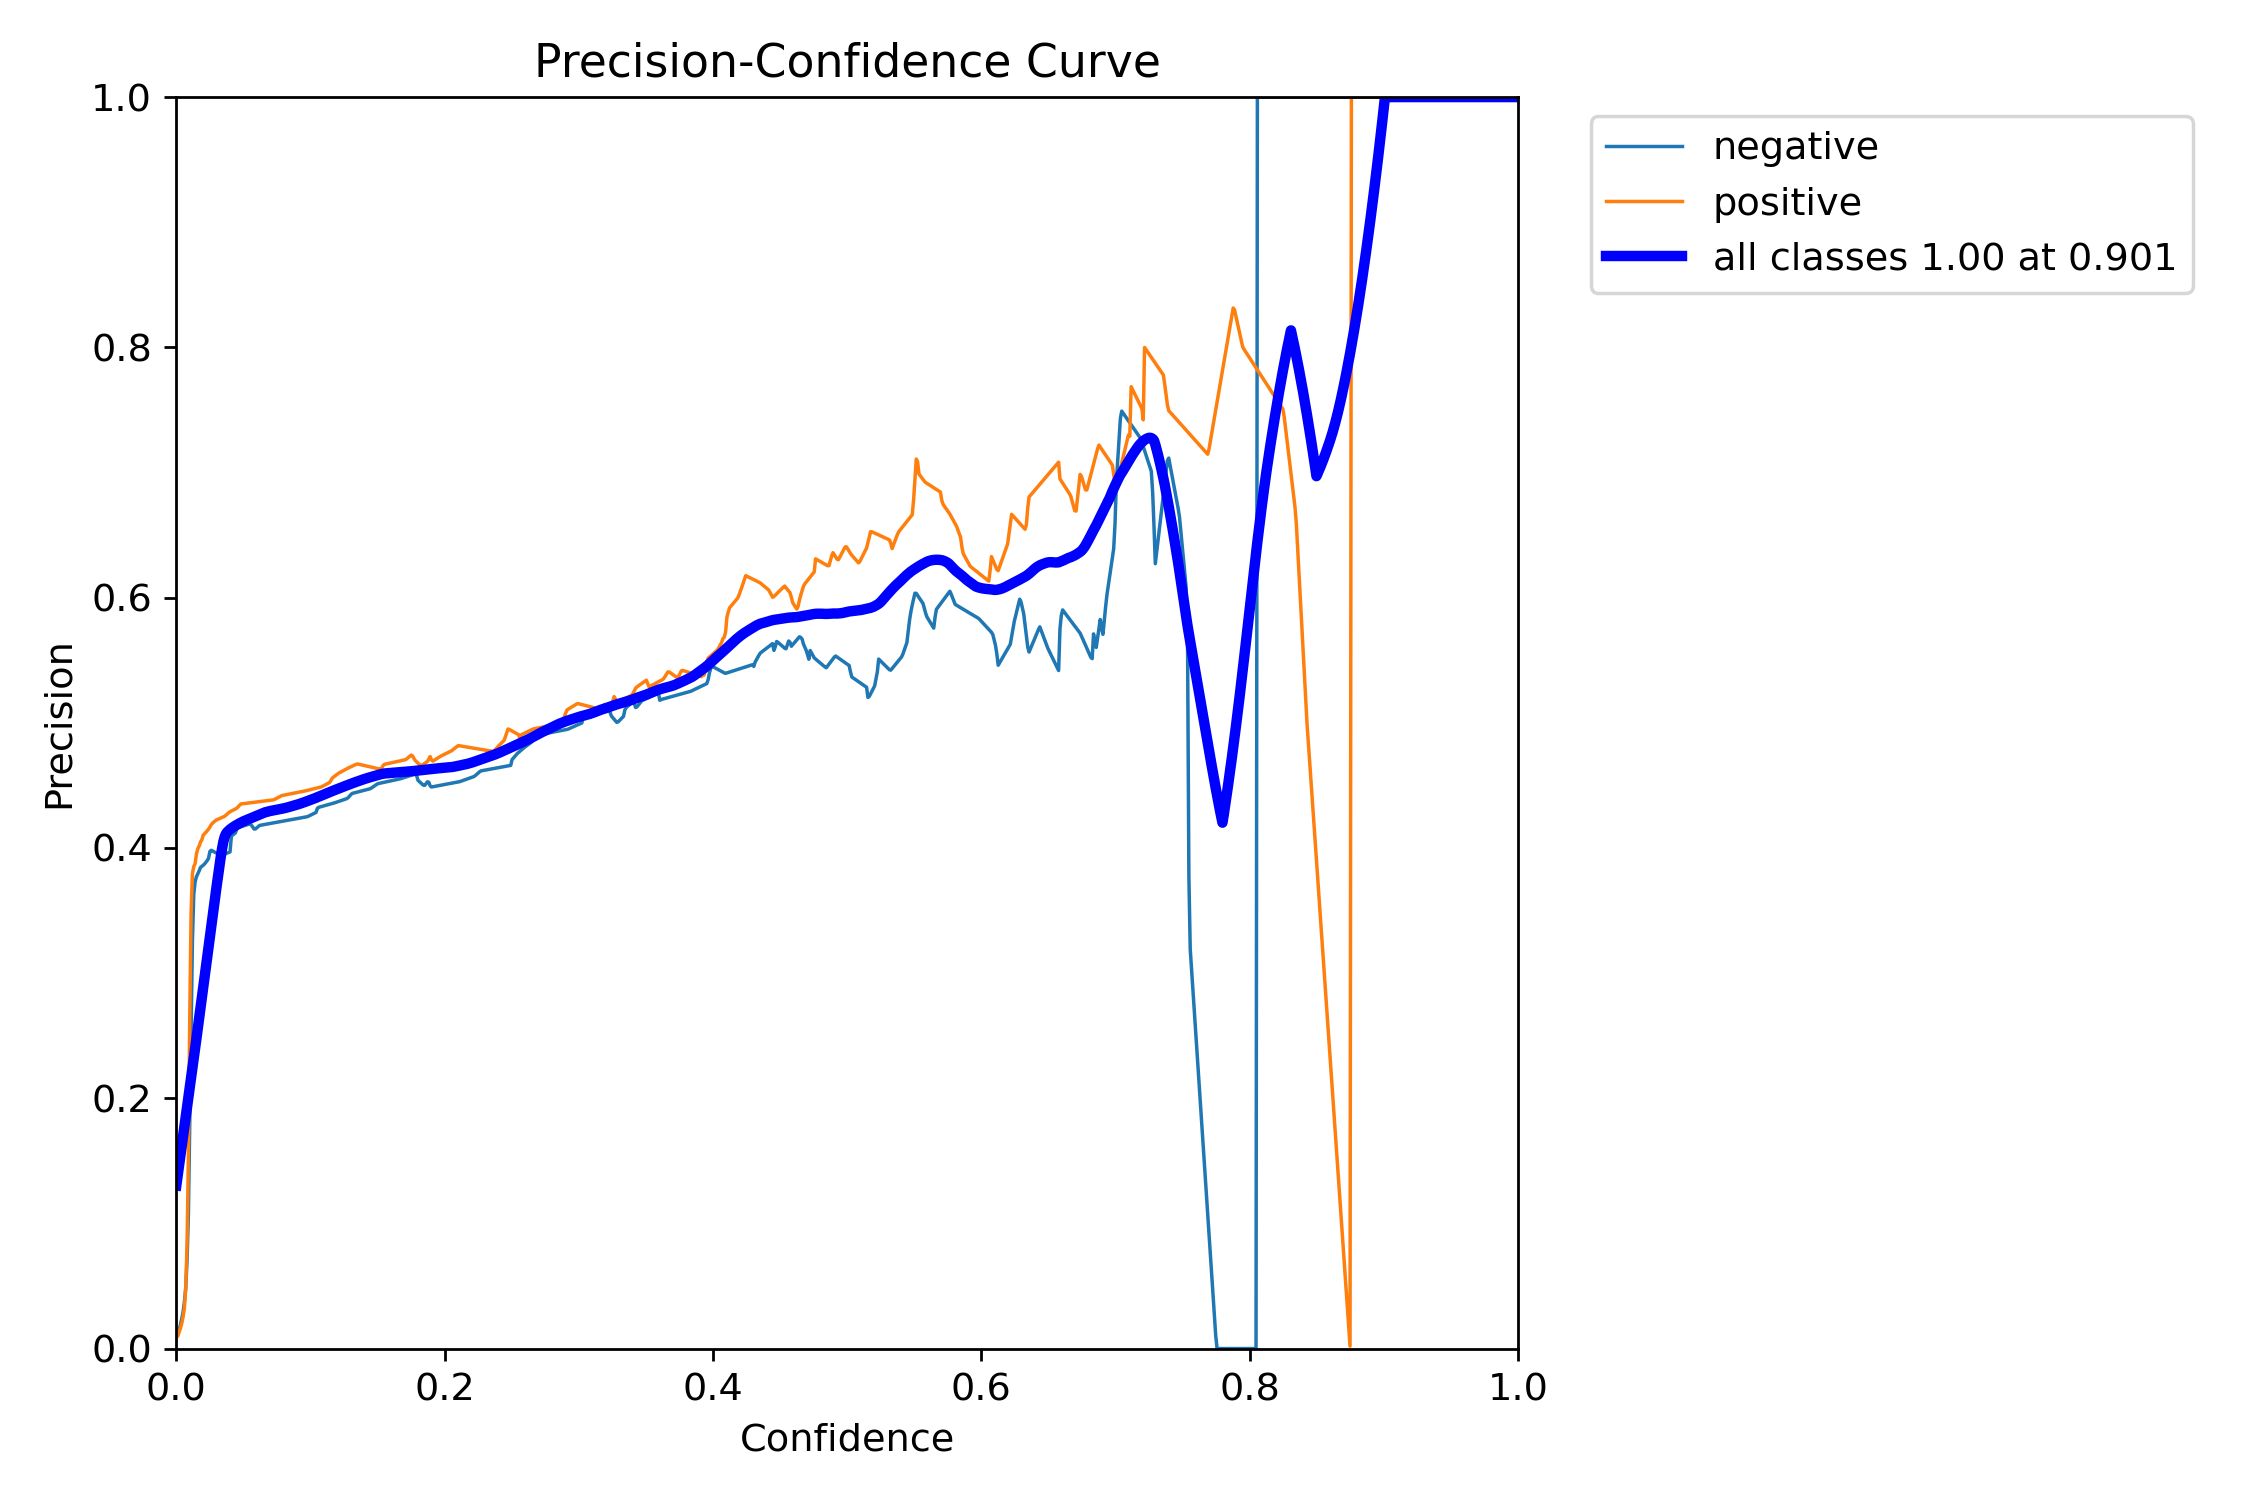 Precision-Confidence Curve
1.0
0.8
0.6
0.4
0.2
0.0
Precision
0.0 0.2 0.4 0.6 0.8 1.0
Confidence
negative
positive
all classes 1.00 at 0.901